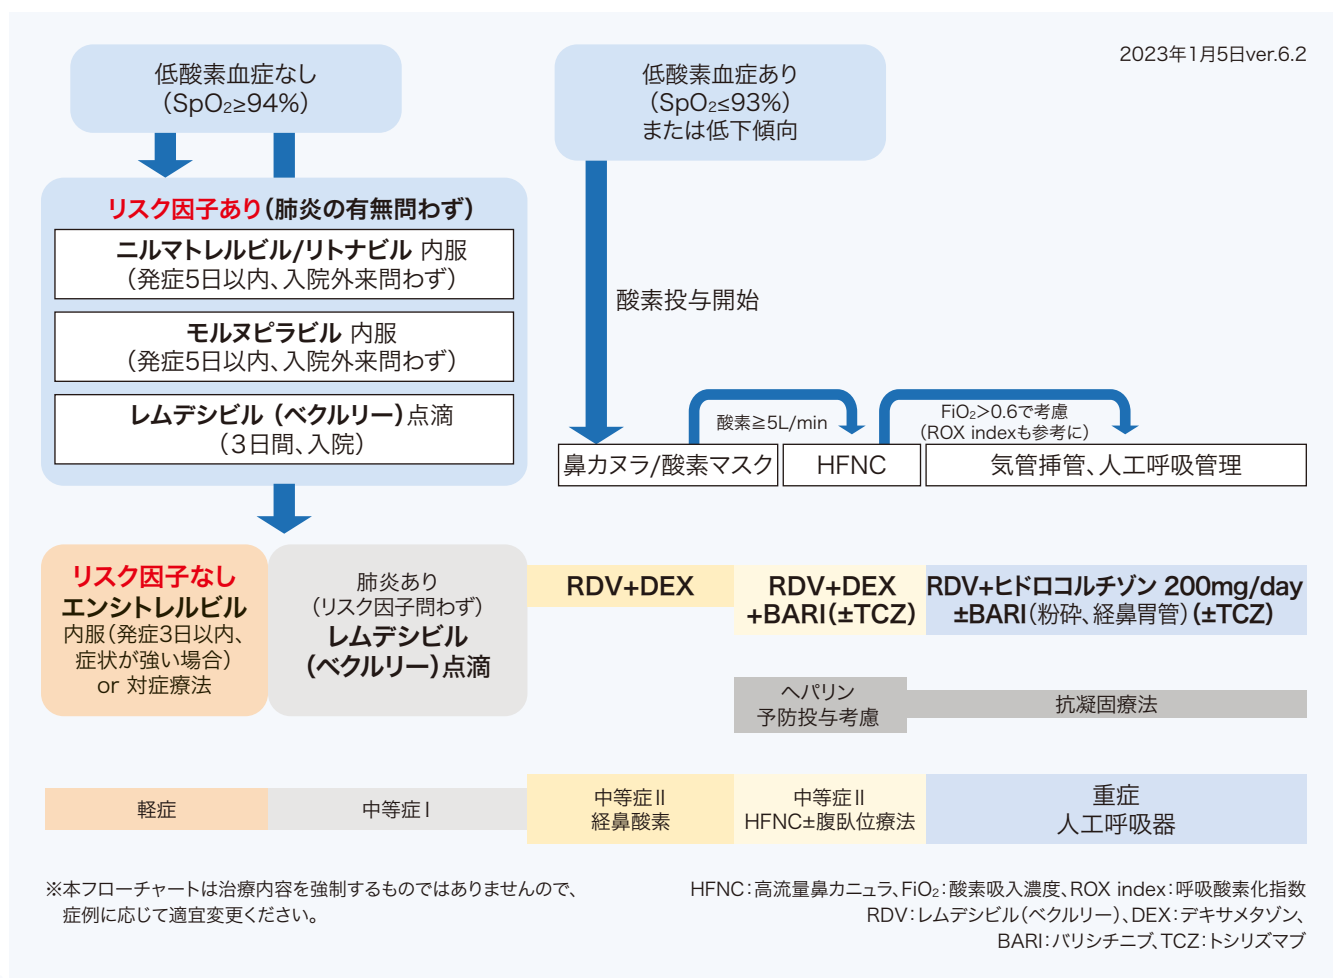 2023年1月5日ver.6.2
低酸素血症なし
(SpO₂≥94%)
低酸素血症あり
(SpO₂≤93%)
または低下傾向
リスク因子あり(肺炎の有無問わず)
ニルマトレルビル/リトナビル 内服
(発症5日以内、入院外来問わず)
モルヌピラビル 内服
(発症5日以内、入院外来問わず)
レムデシビル (ベクルリー)点滴
(3日間、入院)
酸素投与開始
酸素≧5L/min
FiO₂>0.6で考慮
(ROX indexも参考に)
鼻カヌラ/酸素マスク
HFNC
気管挿管、人工呼吸管理
リスク因子なし
エンシトレルビル
内服(発症3日以内、
症状が強い場合)
or 対症療法
肺炎あり
(リスク因子問わず)
レムデシビル
(ベクルリー)点滴
RDV+DEX
RDV+DEX
+BARI(±TCZ)
RDV+ヒドロコルチゾン 200mg/day
±BARI(粉砕、経鼻胃管)(±TCZ)
ヘパリン
予防投与考慮
抗凝固療法
軽症
中等症Ⅰ
中等症Ⅱ
経鼻酸素
中等症Ⅱ
HFNC±腹臥位療法
重症
人工呼吸器
※本フローチャートは治療内容を強制するものではありませんので、
症例に応じて適宜変更ください。
HFNC:高流量鼻カニュラ、FiO₂:酸素吸入濃度、ROX index:呼吸酸素化指数
RDV:レムデシビル(ベクルリー)、DEX:デキサメタゾン、
BARI:バリシチニブ、TCZ:トシリズマブ